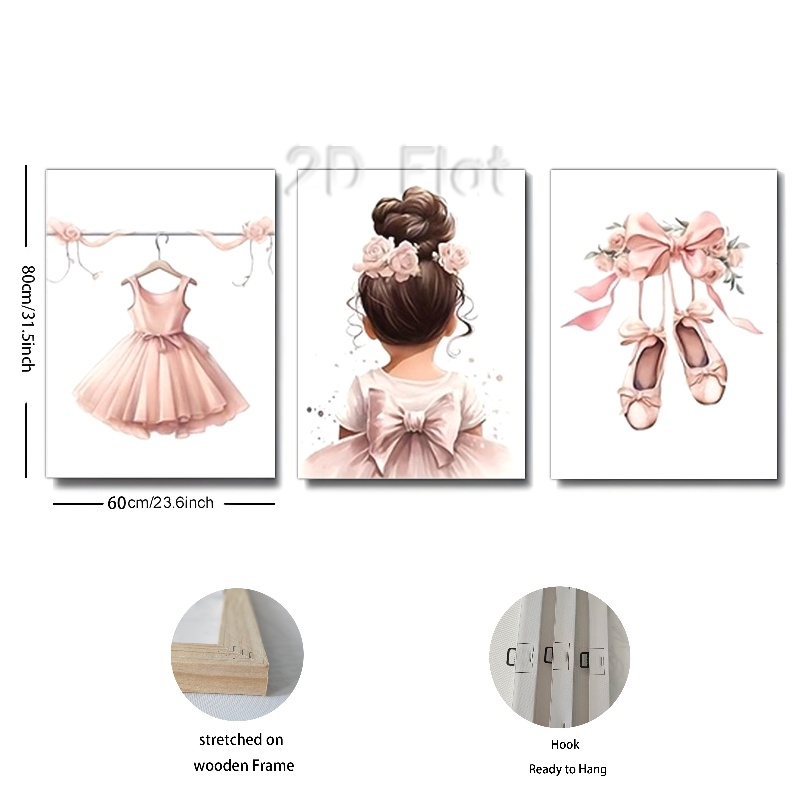 2D Flat
80cm/31.5inch
60cm/23.6inch
stretched on
wooden Frame
Hook
Ready to Hang